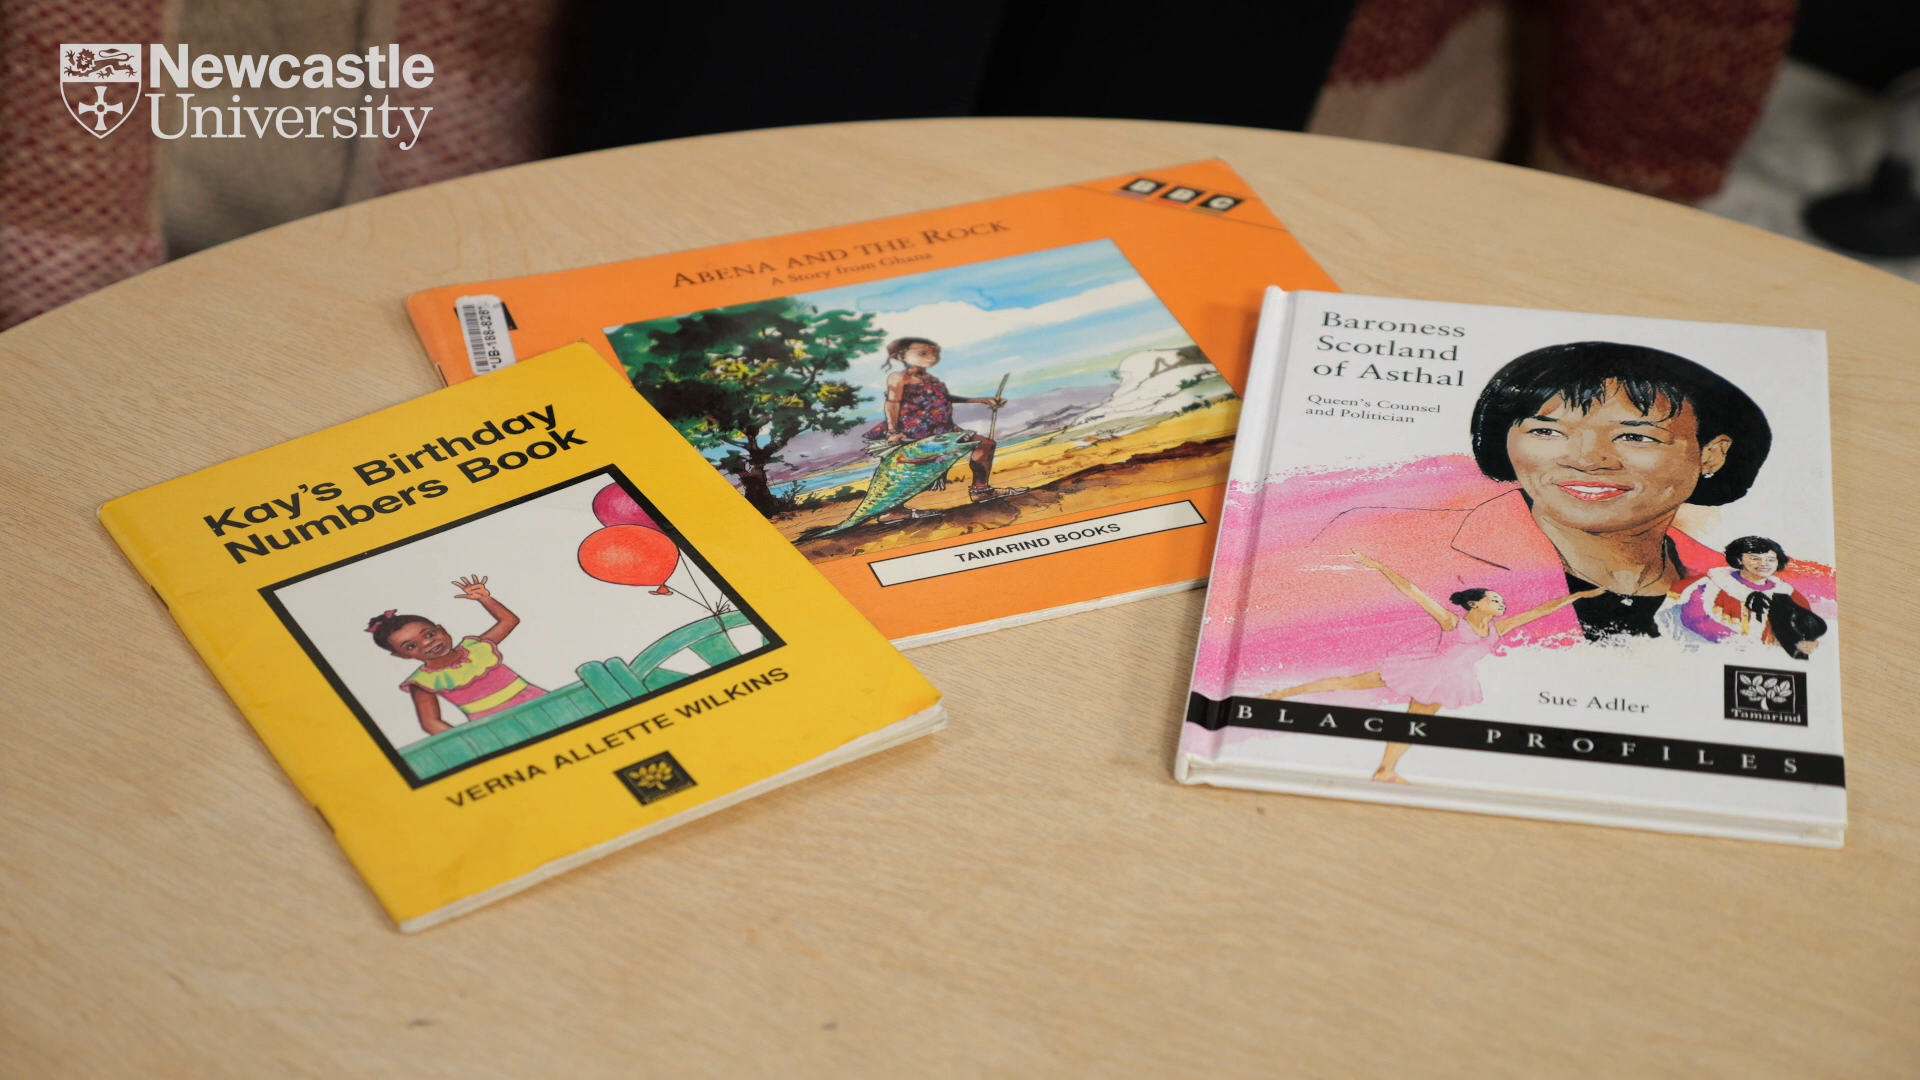 Newcastle
University
ABENA AND THE ROCK
A Story from Ghana
BBC
TAMARIND BOOKS
Kay's Birthday
Numbers Book
VERNA ALLETTE WILKINS
Baroness
Scotland
of Asthal
Queen's Counsel
and Politician
Sue Adler
Tamarind
BLACK PROFILES